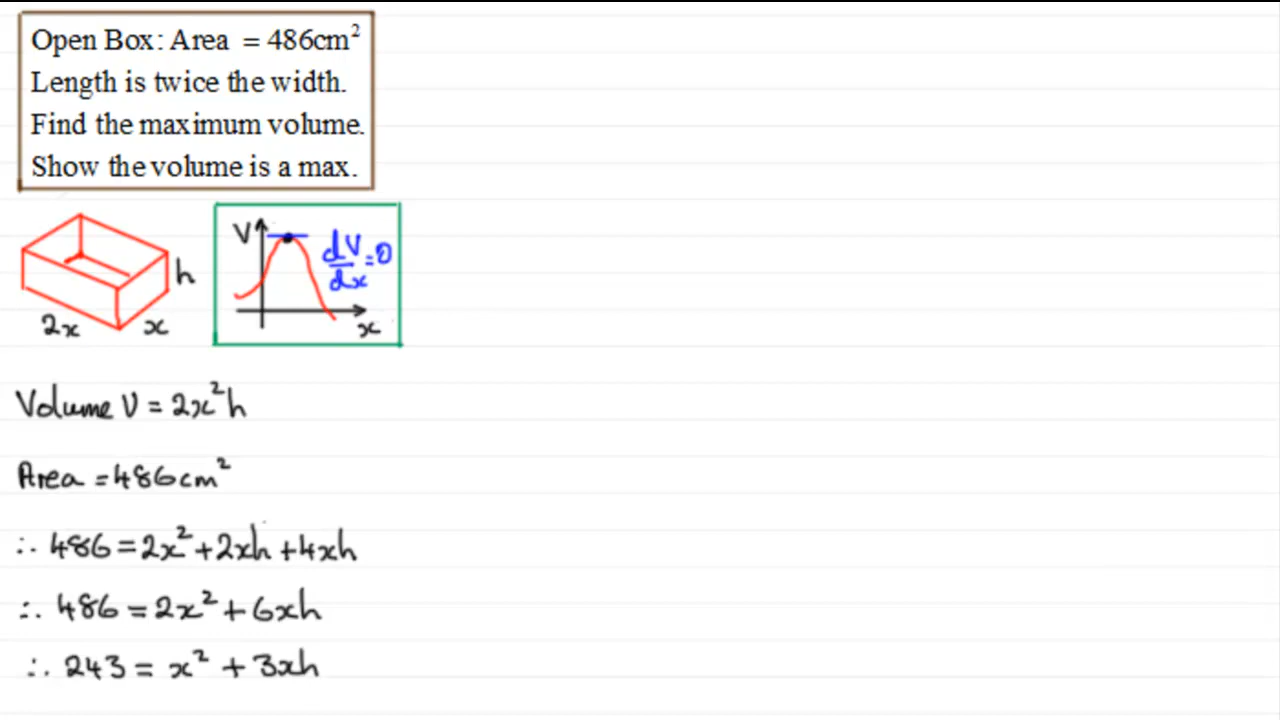 Open Box: Area = 486cm²
Length is twice the width.
Find the maximum volume.
Show the volume is a max.
h
2x
x
V
dV/dx = 0
x
Volume V = 2x²h
Area = 486cm²
∴ 486 = 2x² + 2xh + 4xh
∴ 486 = 2x² + 6xh
∴ 243 = x² + 3xh